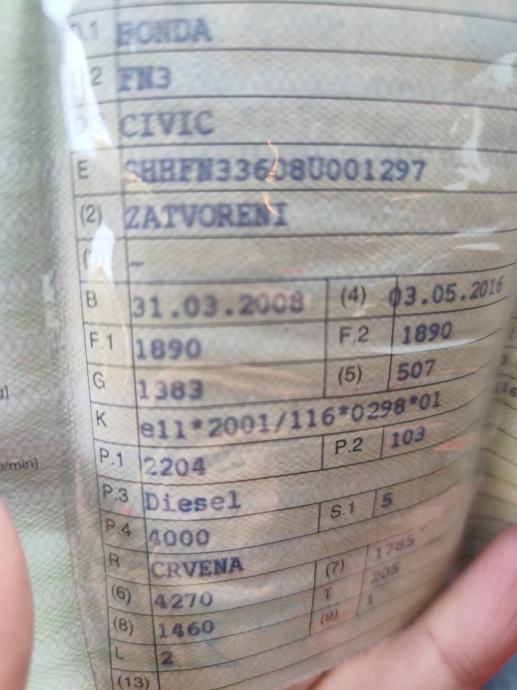 D.1 HONDA
D.2 FN3
CIVIC
E SHHFN33608U001297
(2) ZATVORENI
-
B 31.03.2008 (4) 03.05.2016
F.1 1890 F.2 1890
G 1383 (5) 507
K e11*2001/116*0298*01
P.1 2204 P.2 103
P.3 Diesel S.1 5
P.4 4000
R CRVENA (7) 1785
(6) 4270 T 205
(8) 1460 (9) 1
L 2
(13)
/min]